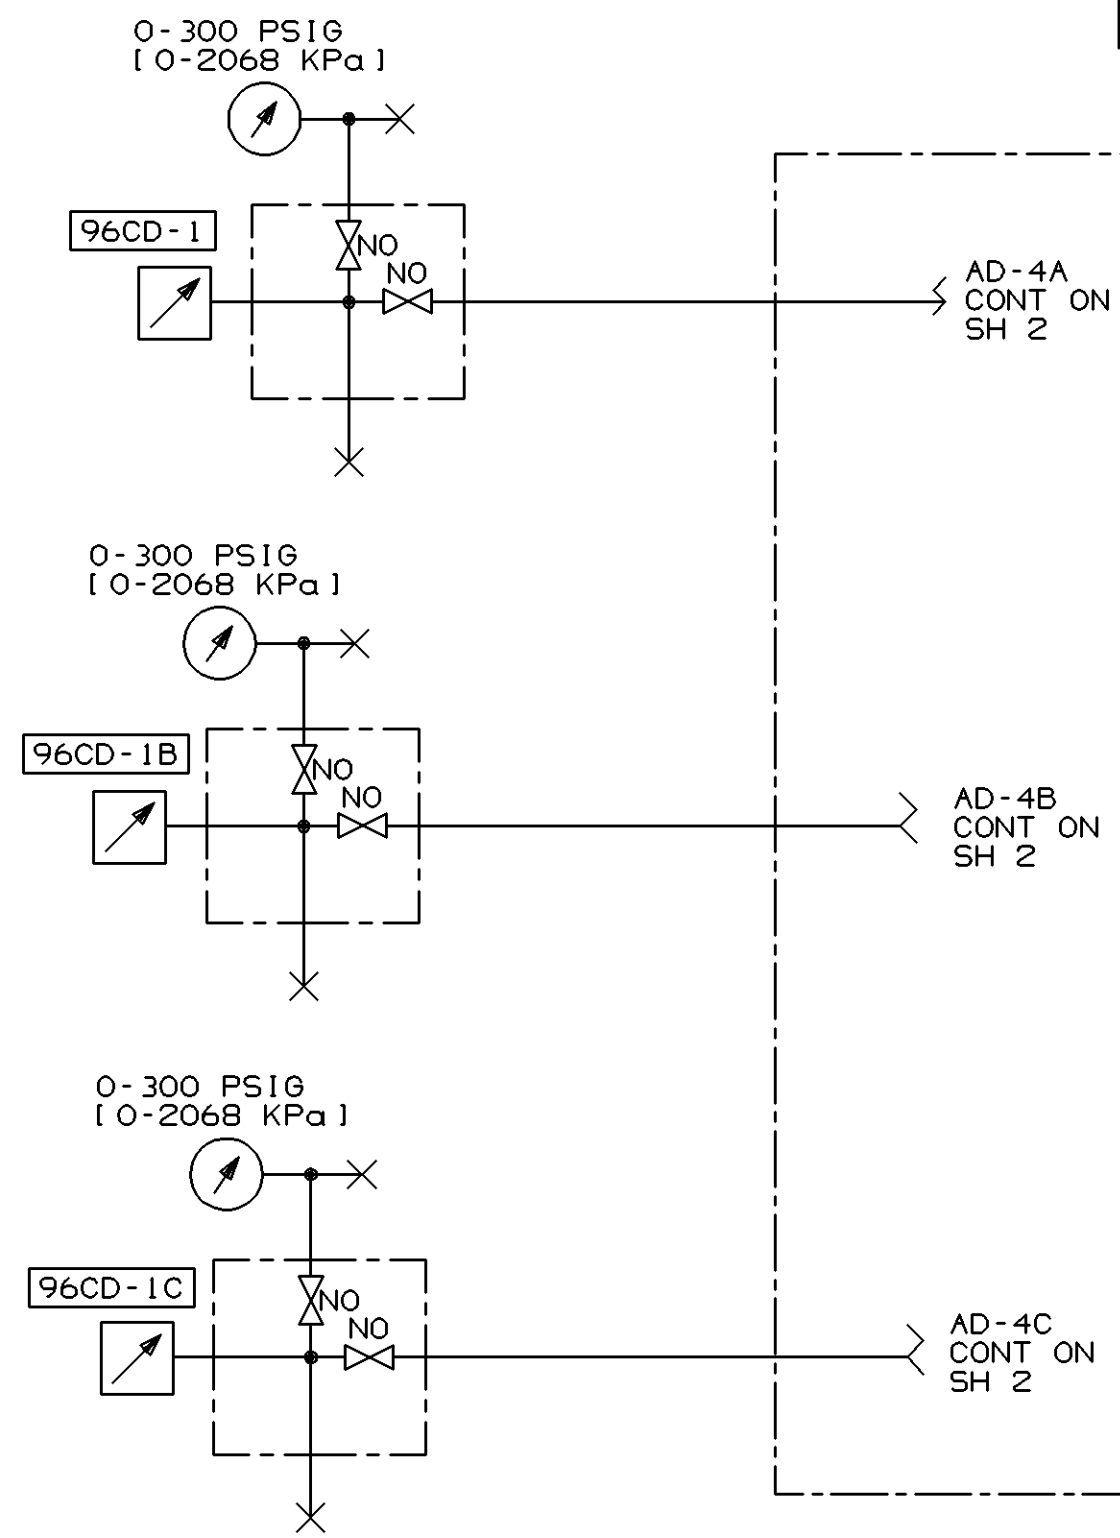 0-300 PSIG
[0-2068 KPa]
96CD-1
NO
NO
AD-4A
CONT ON
SH 2
0-300 PSIG
[0-2068 KPa]
96CD-1B
NO
NO
AD-4B
CONT ON
SH 2
0-300 PSIG
[0-2068 KPa]
96CD-1C
NO
NO
AD-4C
CONT ON
SH 2